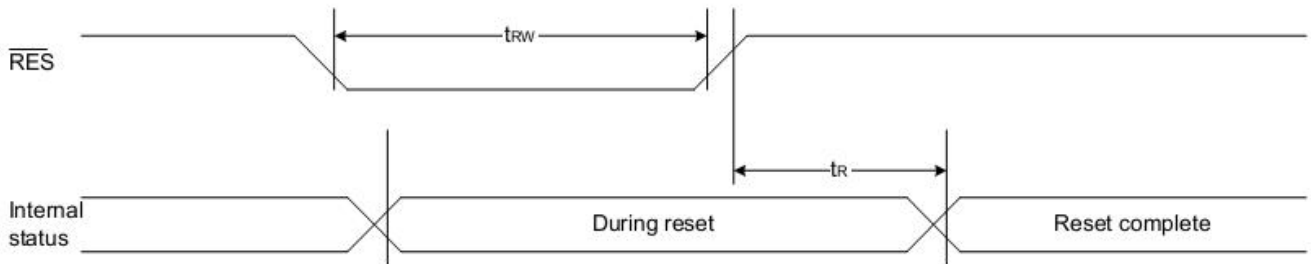 tRW
RES
tR
Internal
status
During reset
Reset complete